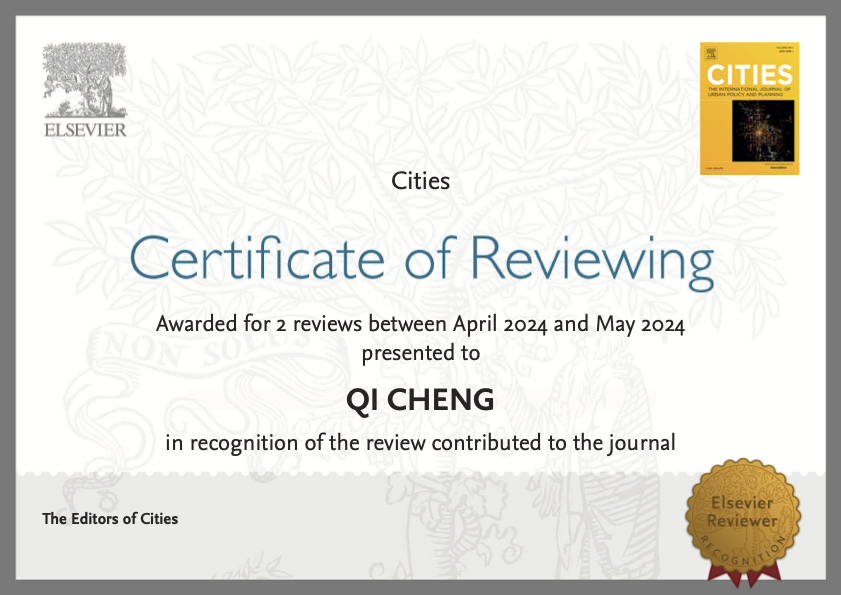 ELSEVIER
CITIES
THE INTERNATIONAL JOURNAL OF
URBAN POLICY AND PLANNING
Cities
Certificate of Reviewing
Awarded for 2 reviews between April 2024 and May 2024
presented to
QI CHENG
in recognition of the review contributed to the journal
NON SOLUS
The Editors of Cities
Elsevier
Reviewer
RECOGNITION